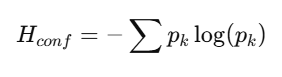 H_{conf} = -\sum p_k \log(p_k)